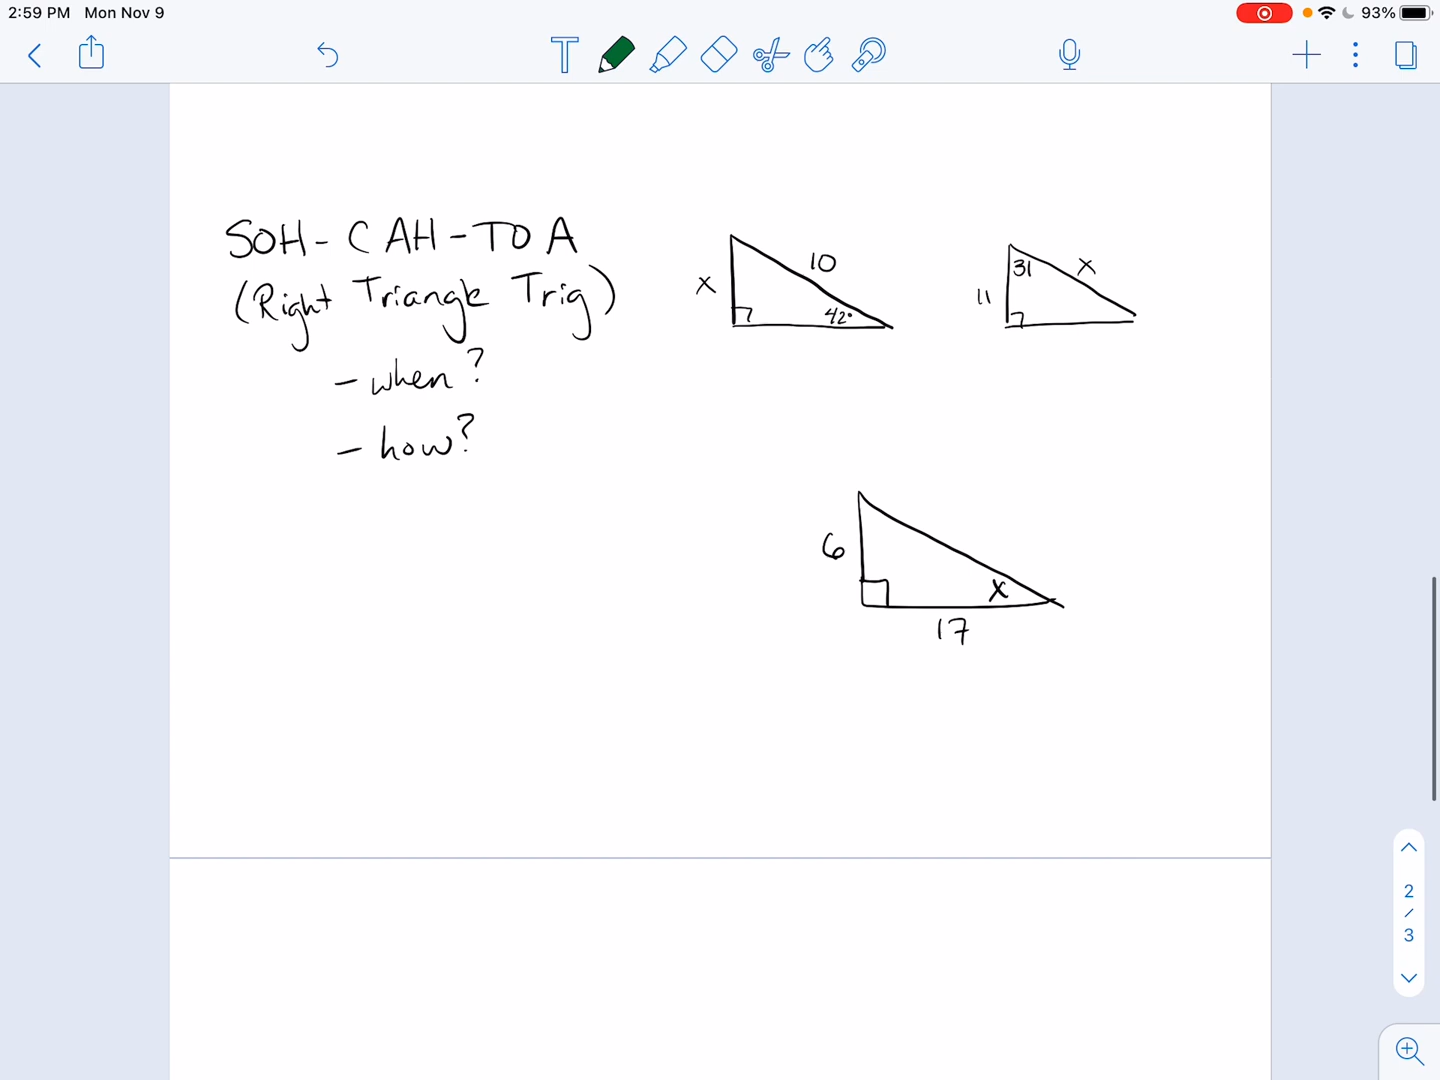 2:59 PM Mon Nov 9
93%
T
SOH - CAH - TOA
(Right Triangle Trig)
- when?
- how?
x
10
42°
11
31
x
6
x
17
2
/
3